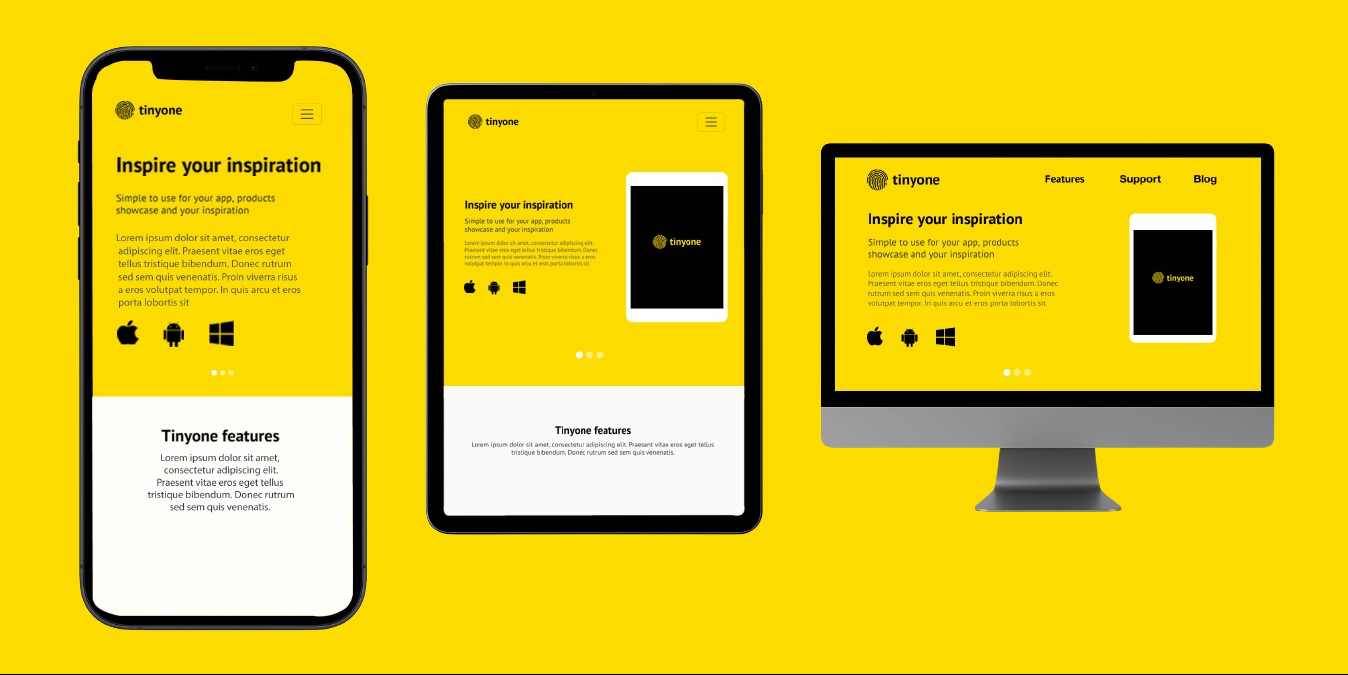 tinyone
Inspire your inspiration
Simple to use for your app, products
showcase and your inspiration
Lorem ipsum dolor sit amet, consectetur
adipiscing elit. Praesent vitae eros eget
tellus tristique bibendum. Donec rutrum
sed sem quis venenatis. Proin viverra risus
a eros volutpat tempor. In quis arcu et eros
porta lobortis sit
Tinyone features
Lorem ipsum dolor sit amet,
consectetur adipiscing elit.
Praesent vitae eros eget tellus
tristique bibendum. Donec rutrum
sed sem quis venenatis.
tinyone
Inspire your inspiration
Simple to use for your app, products
showcase and your inspiration
Lorem ipsum dolor sit amet, consectetur adipiscing elit.
Praesent vitae eros eget tellus tristique bibendum. Donec
rutrum sed sem quis venenatis. Proin viverra risus a eros
volutpat tempor. In quis arcu et eros porta lobortis sit
tinyone
Tinyone features
Lorem ipsum dolor sit amet, consectetur adipiscing elit. Praesent vitae eros eget tellus
tristique bibendum. Donec rutrum sed sem quis venenatis.
tinyone
Features Support Blog
Inspire your inspiration
Simple to use for your app, products
showcase and your inspiration
Lorem ipsum dolor sit amet, consectetur adipiscing elit.
Praesent vitae eros eget tellus tristique bibendum. Donec
rutrum sed sem quis venenatis. Proin viverra risus a eros
volutpat tempor. In quis arcu et eros porta lobortis sit
tinyone